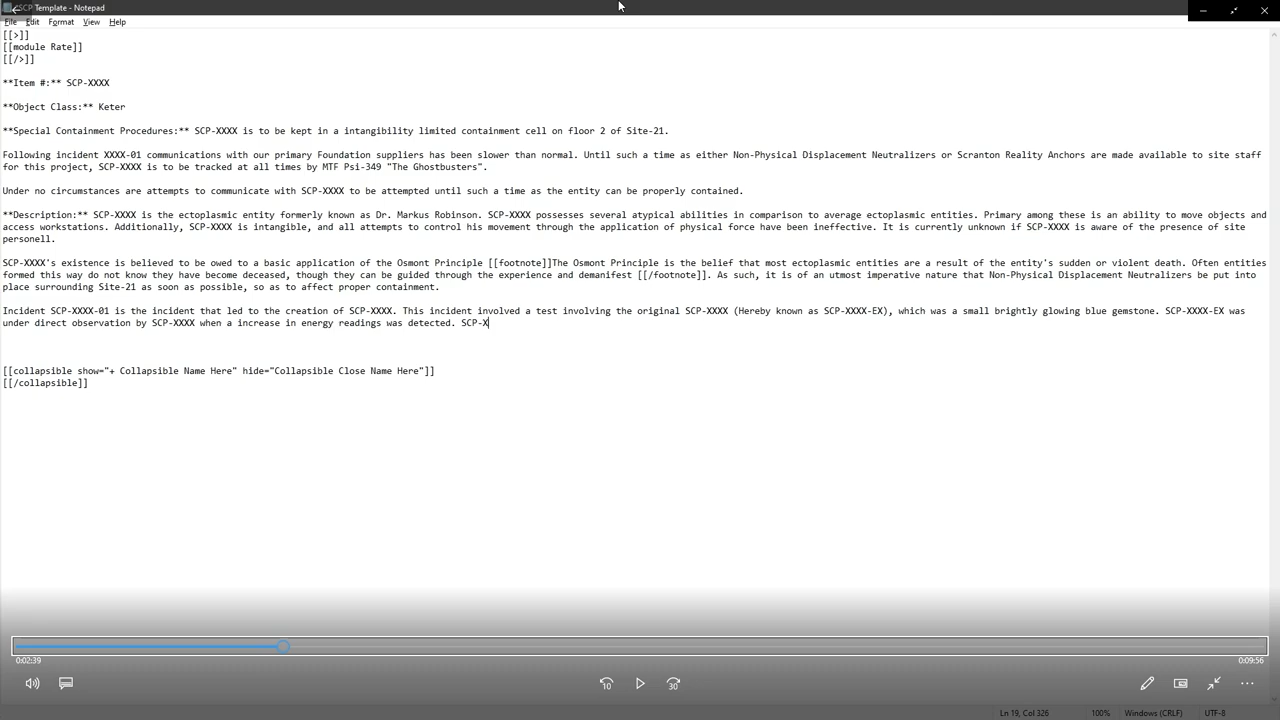 SCP Template - Notepad
File Edit Format View Help
[[>]]
[[module Rate]]
[[/>]]
**Item #:** SCP-XXXX
**Object Class:** Keter
**Special Containment Procedures:** SCP-XXXX is to be kept in a intangibility limited containment cell on floor 2 of Site-21.
Following incident XXXX-01 communications with our primary Foundation suppliers has been slower than normal. Until such a time as either Non-Physical Displacement Neutralizers or Scranton Reality Anchors are made available to site staff
for this project, SCP-XXXX is to be tracked at all times by MTF Psi-349 "The Ghostbusters".
Under no circumstances are attempts to communicate with SCP-XXXX to be attempted until such a time as the entity can be properly contained.
**Description:** SCP-XXXX is the ectoplasmic entity formerly known as Dr. Markus Robinson. SCP-XXXX possesses several atypical abilities in comparison to average ectoplasmic entities. Primary among these is an ability to move objects and
access workstations. Additionally, SCP-XXXX is intangible, and all attempts to control his movement through the application of physical force have been ineffective. It is currently unknown if SCP-XXXX is aware of the presence of site
personell.
SCP-XXXX's existence is believed to be owed to a basic application of the Osmont Principle [[footnote]]The Osmont Principle is the belief that most ectoplasmic entities are a result of the entity's sudden or violent death. Often entities
formed this way do not know they have become deceased, though they can be guided through the experience and demanifest [[/footnote]]. As such, it is of an utmost imperative nature that Non-Physical Displacement Neutralizers be put into
place surrounding Site-21 as soon as possible, so as to affect proper containment.
Incident SCP-XXXX-01 is the incident that led to the creation of SCP-XXXX. This incident involved a test involving the original SCP-XXXX (Hereby known as SCP-XXXX-EX), which was a small brightly glowing blue gemstone. SCP-XXXX-EX was
under direct observation by SCP-XXXX when a increase in energy readings was detected. SCP-X
[[collapsible show="+ Collapsible Name Here" hide="Collapsible Close Name Here"]]
[[/collapsible]]
0:02:39 0:09:56
10 30
Ln 19, Col 326 100% Windows (CRLF) UTF-8